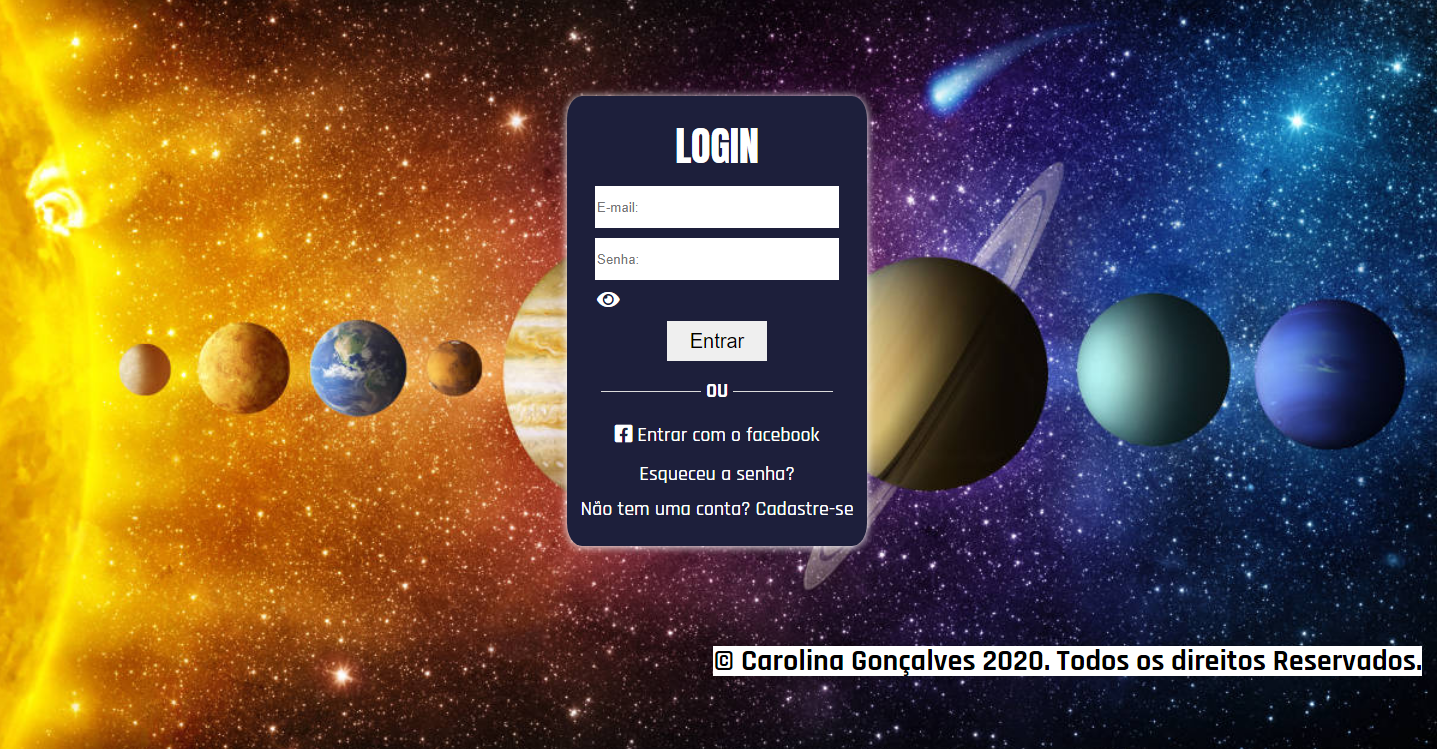 LOGIN
E-mail:
Senha:
Entrar
OU
Entrar com o facebook
Esqueceu a senha?
Não tem uma conta? Cadastre-se
© Carolina Gonçalves 2020. Todos os direitos Reservados.